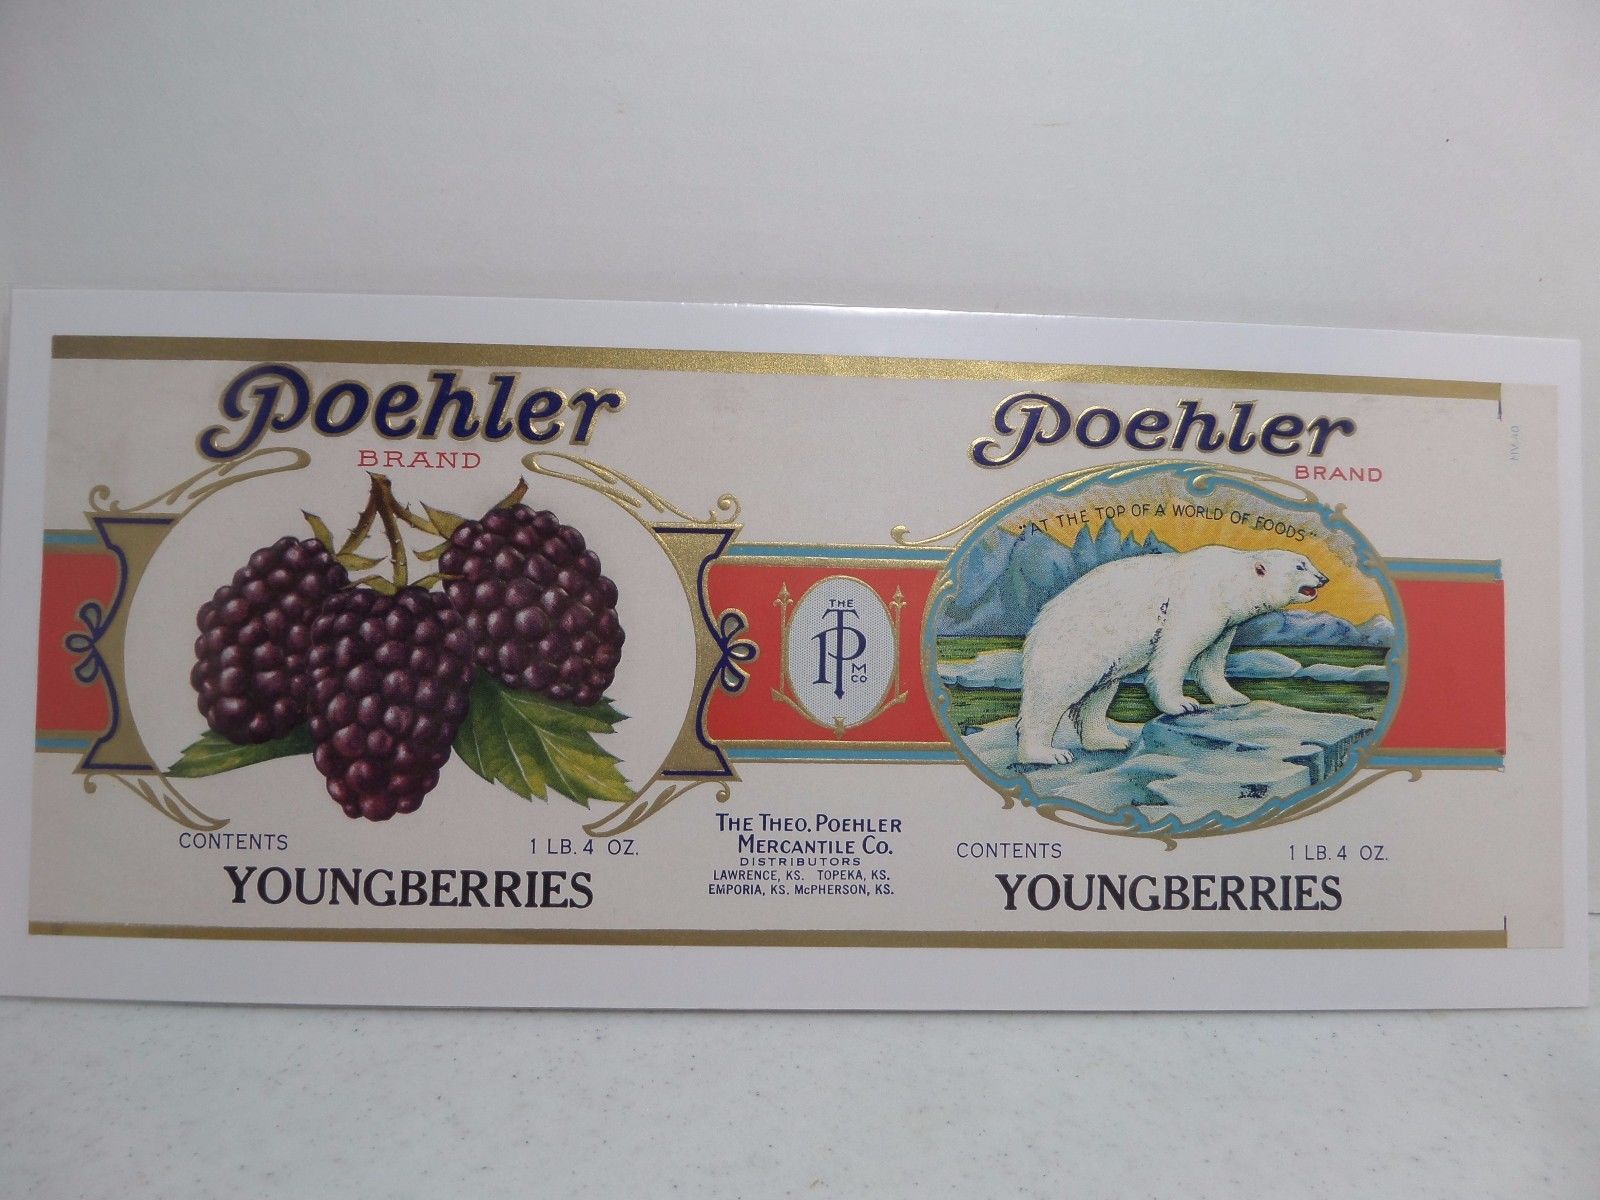 Poehler
BRAND
CONTENTS 1 LB. 4 OZ.
YOUNGBERRIES
THE
TP
M
CO
THE THEO. POEHLER
MERCANTILE CO.
DISTRIBUTORS
LAWRENCE, KS. TOPEKA, KS.
EMPORIA, KS. McPHERSON, KS.
Poehler
BRAND
"AT THE TOP OF A WORLD OF FOODS"
CONTENTS 1 LB. 4 OZ.
YOUNGBERRIES